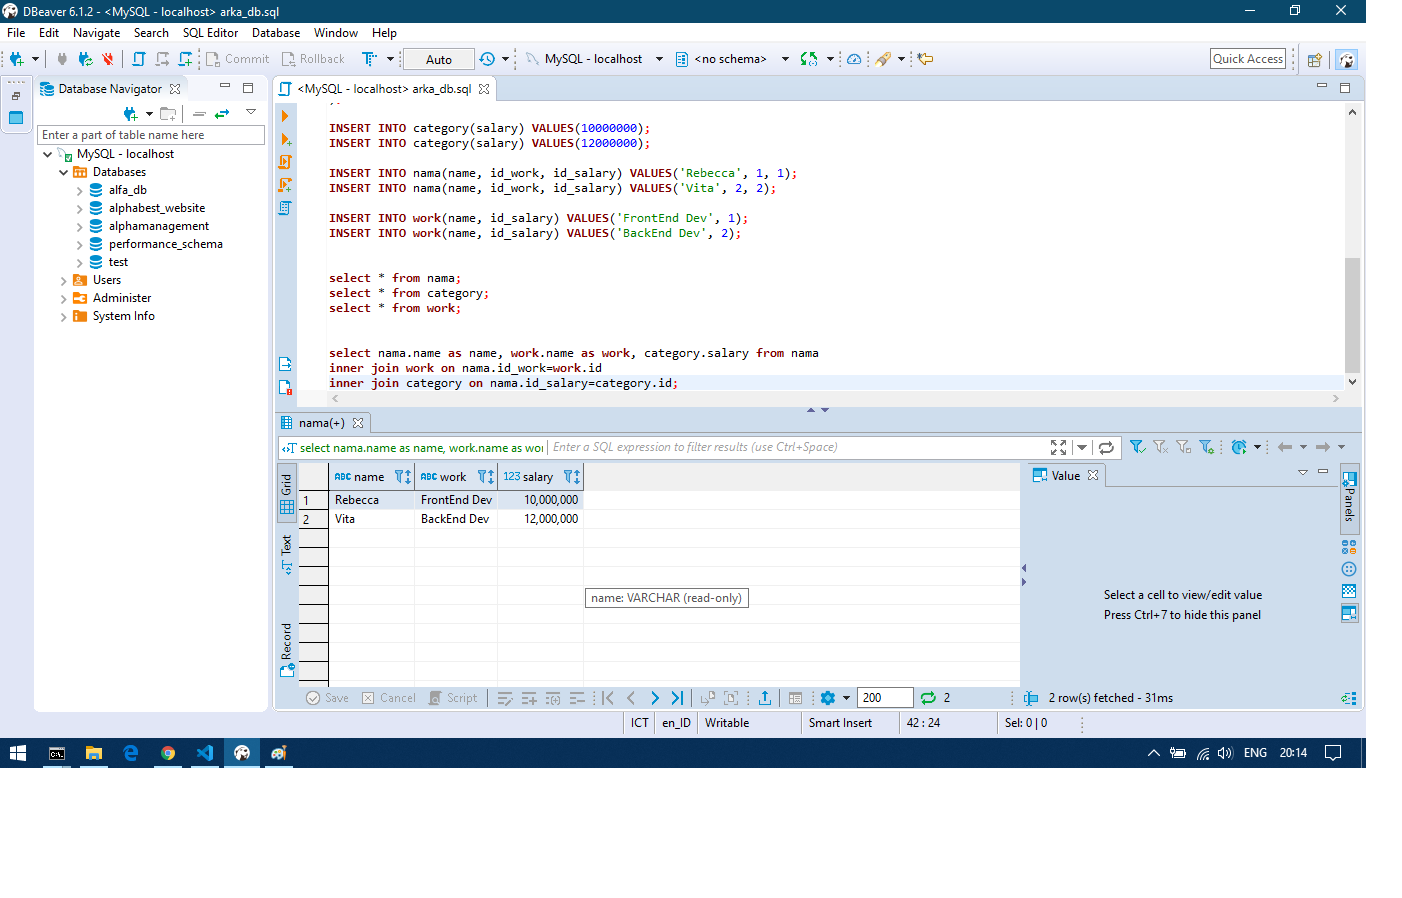 DBeaver 6.1.2 - <MySQL - localhost> arka_db.sql
File Edit Navigate Search SQL Editor Database Window Help
Commit Rollback Auto MySQL - localhost <no schema> Quick Access
Database Navigator
<MySQL - localhost> arka_db.sql
Enter a part of table name here
MySQL - localhost
Databases
alfa_db
alphabest_website
alphamanagement
performance_schema
test
Users
Administer
System Info
INSERT INTO category(salary) VALUES(10000000);
INSERT INTO category(salary) VALUES(12000000);
INSERT INTO nama(name, id_work, id_salary) VALUES('Rebecca', 1, 1);
INSERT INTO nama(name, id_work, id_salary) VALUES('Vita', 2, 2);
INSERT INTO work(name, id_salary) VALUES('FrontEnd Dev', 1);
INSERT INTO work(name, id_salary) VALUES('BackEnd Dev', 2);
select * from nama;
select * from category;
select * from work;
select nama.name as name, work.name as work, category.salary from nama
inner join work on nama.id_work=work.id
inner join category on nama.id_salary=category.id;
nama(+)
select nama.name as name, work.name as wor Enter a SQL expression to filter results (use Ctrl+Space)
Grid
Text
Record
ABC name ABC work 123 salary
1 Rebecca FrontEnd Dev 10,000,000
2 Vita BackEnd Dev 12,000,000
name: VARCHAR (read-only)
Value
Panels
Select a cell to view/edit value
Press Ctrl+7 to hide this panel
Save Cancel Script 200 2 2 row(s) fetched - 31ms
ICT en_ID Writable Smart Insert 42 : 24 Sel: 0 | 0
ENG 20:14